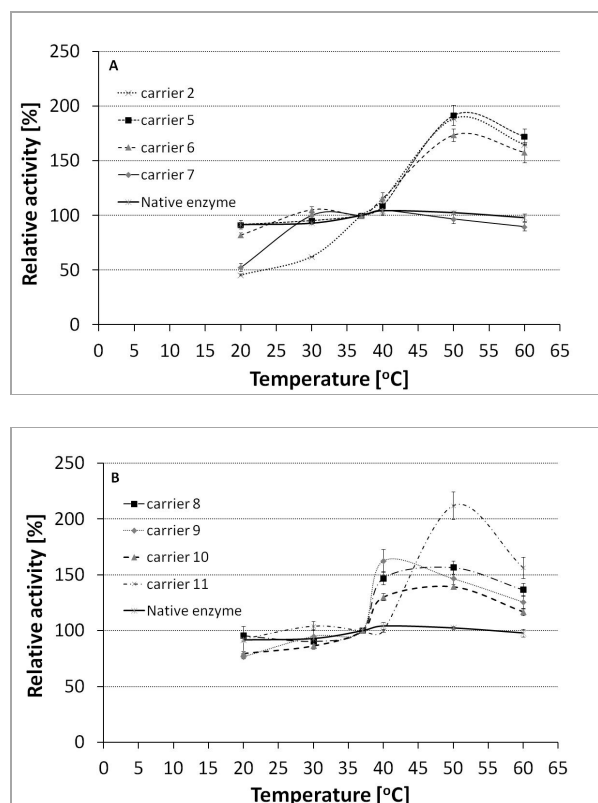 A
250
200
150
100
50
0
Relative activity [%]
carrier 2
carrier 5
carrier 6
carrier 7
Native enzyme
0 5 10 15 20 25 30 35 40 45 50 55 60 65
Temperature [°C]
B
250
200
150
100
50
0
Relative activity [%]
carrier 8
carrier 9
carrier 10
carrier 11
Native enzyme
0 5 10 15 20 25 30 35 40 45 50 55 60 65
Temperature [°C]